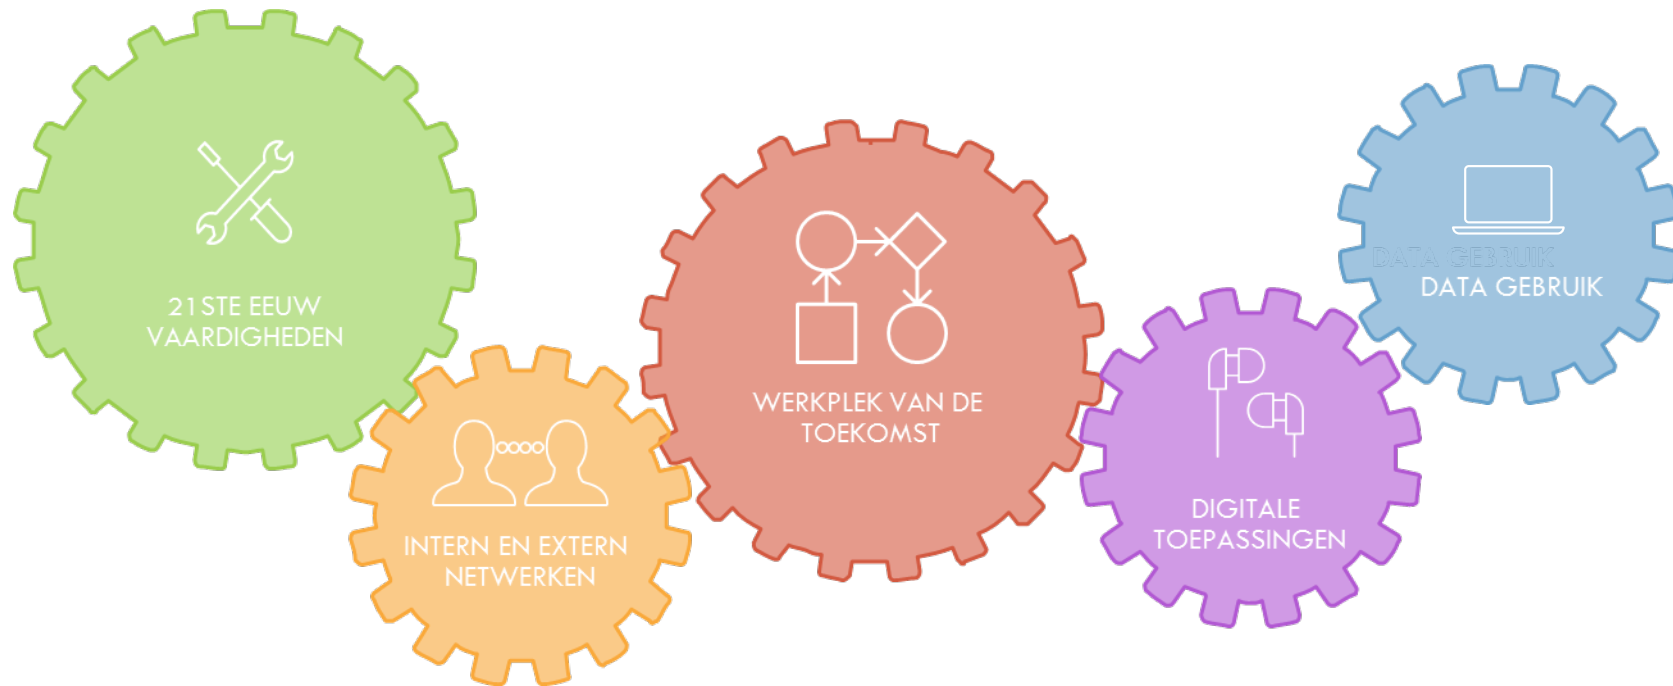 21STE EEUW
VAARDIGHEDEN
INTERN EN EXTERN
NETWERKEN
WERKPLEK VAN DE
TOEKOMST
DIGITALE
TOEPASSINGEN
DATA GEBRUIK
DATA GEBRUIK